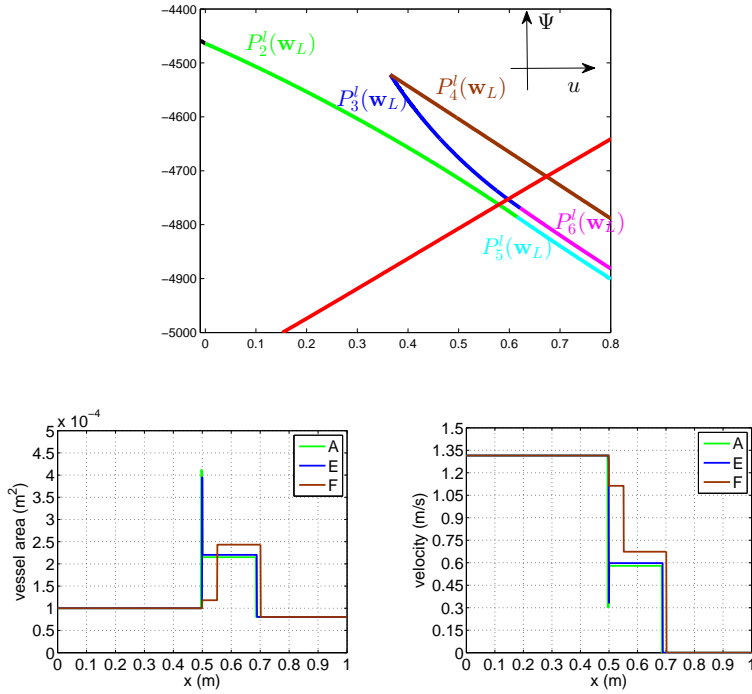 −4400
−4500
−4600
−4700
−4800
−4900
−5000
0 0.1 0.2 0.3 0.4 0.5 0.6 0.7 0.8
P_2^l(w_L)
P_3^l(w_L)
P_4^l(w_L)
P_5^l(w_L)
P_6^l(w_L)
Ψ
u
x 10^−4
5
4.5
4
3.5
3
2.5
2
1.5
1
0.5
0
0 0.1 0.2 0.3 0.4 0.5 0.6 0.7 0.8 0.9 1
x (m)
vessel area (m^2)
A
E
F
1.5
1.35
1.2
1.05
0.9
0.75
0.6
0.45
0.3
0.15
0
0 0.1 0.2 0.3 0.4 0.5 0.6 0.7 0.8 0.9 1
x (m)
velocity (m/s)
A
E
F